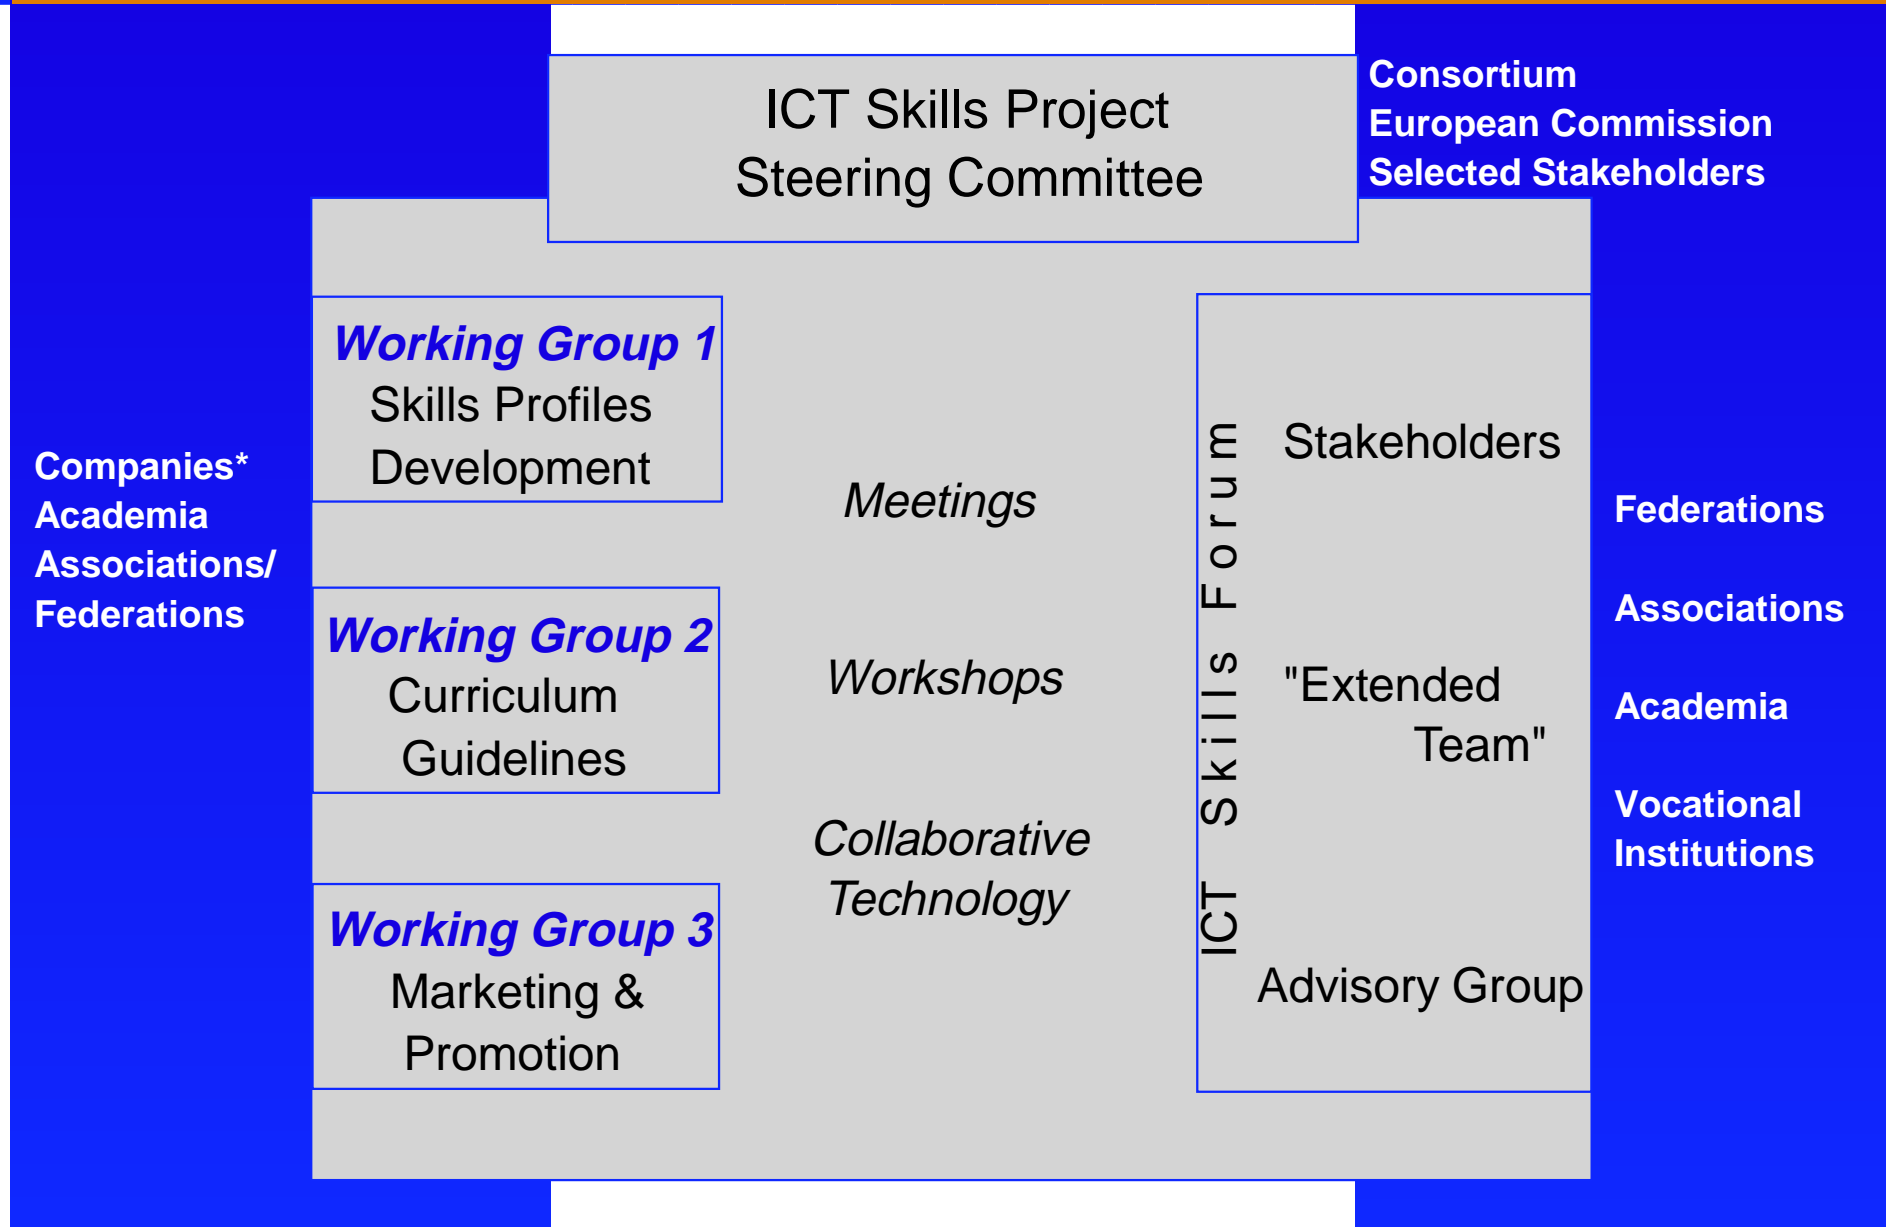 ICT Skills Project
Steering Committee
Consortium
European Commission
Selected Stakeholders
Companies*
Academia
Associations/
Federations
Working Group 1
Skills Profiles
Development
Working Group 2
Curriculum
Guidelines
Working Group 3
Marketing &
Promotion
Meetings
Workshops
Collaborative
Technology
ICT Skills Forum
Stakeholders
"Extended
Team"
Advisory Group
Federations
Associations
Academia
Vocational
Institutions